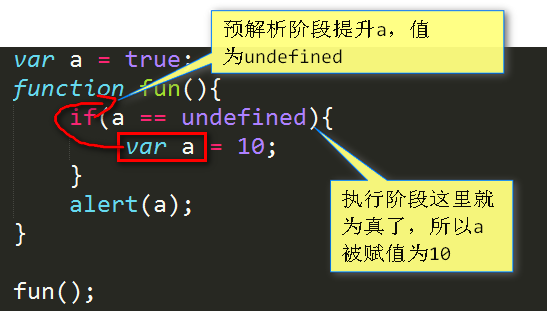 预解析阶段提升a，值
为undefined
var a = true;
function fun(){
if(a == undefined){
var a = 10;
}
alert(a);
}
fun();
执行阶段这里就
为真了，所以a
被赋值为10